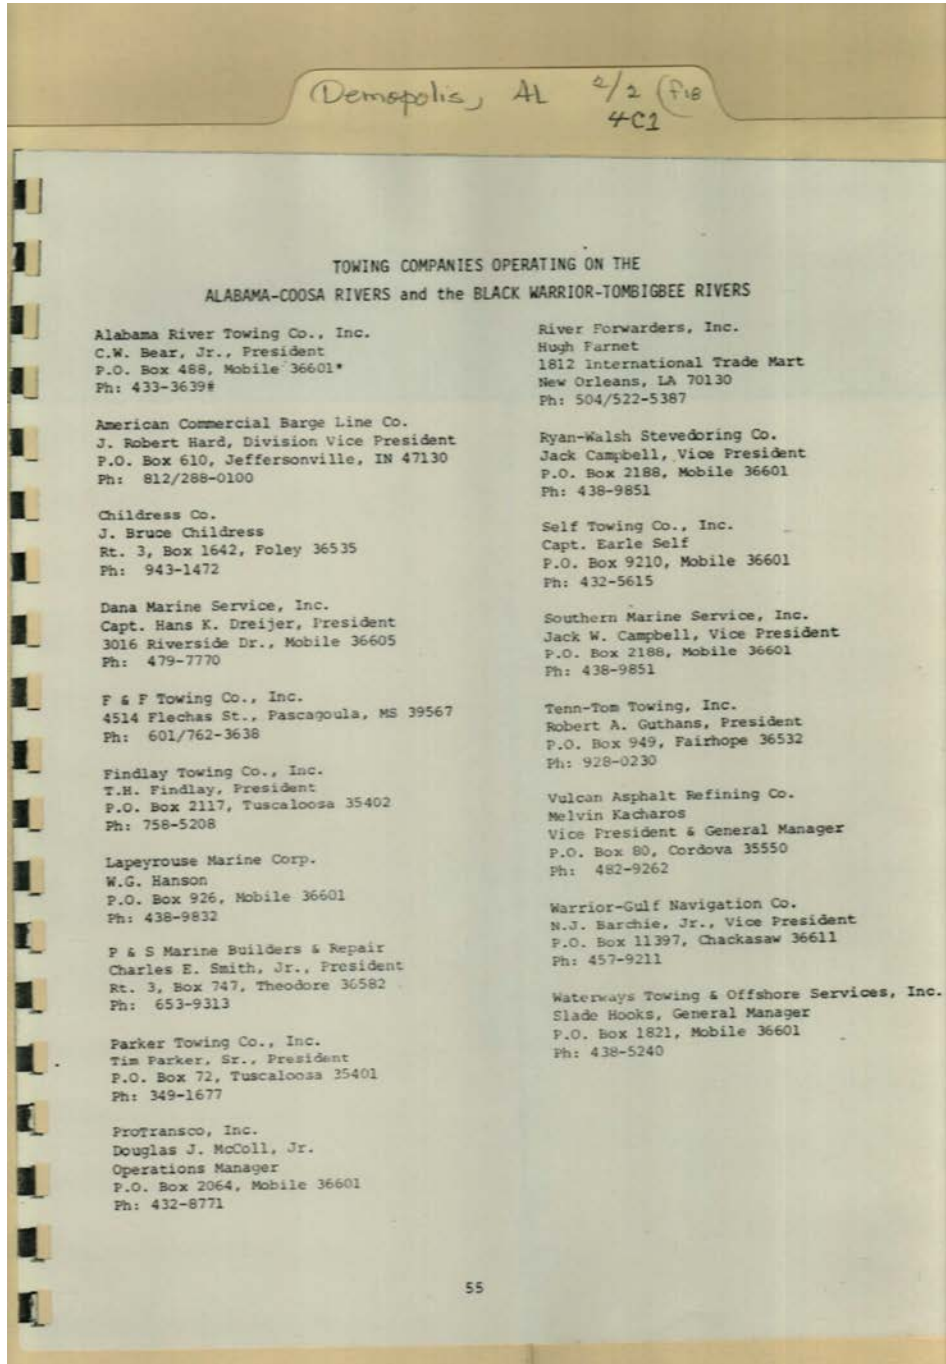 Demopolis, AL 2/2 (file
4C1
TOWING COMPANIES OPERATING ON THE
ALABAMA-COOSA RIVERS and the BLACK WARRIOR-TOMBIGBEE RIVERS
Alabama River Towing Co., Inc.
C.W. Bear, Jr., President
P.O. Box 488, Mobile 36601*
Ph: 433-3639#
American Commercial Barge Line Co.
J. Robert Hard, Division Vice President
P.O. Box 610, Jeffersonville, IN 47130
Ph: 812/288-0100
Childress Co.
J. Bruce Childress
Rt. 3, Box 1642, Foley 36535
Ph: 943-1472
Dana Marine Service, Inc.
Capt. Hans K. Dreijer, President
3016 Riverside Dr., Mobile 36605
Ph: 479-7770
F & F Towing Co., Inc.
4514 Flechas St., Pascagoula, MS 39567
Ph: 601/762-3638
Findlay Towing Co., Inc.
T.H. Findlay, President
P.O. Box 2117, Tuscaloosa 35402
Ph: 758-5208
Lapeyrouse Marine Corp.
W.G. Hanson
P.O. Box 926, Mobile 36601
Ph: 438-9832
P & S Marine Builders & Repair
Charles E. Smith, Jr., President
Rt. 3, Box 747, Theodore 36582
Ph: 653-9313
Parker Towing Co., Inc.
Tim Parker, Sr., President
P.O. Box 72, Tuscaloosa 35401
Ph: 349-1677
ProTransco, Inc.
Douglas J. McColl, Jr.
Operations Manager
P.O. Box 2064, Mobile 36601
Ph: 432-8771
River Forwarders, Inc.
Hugh Farnet
1812 International Trade Mart
New Orleans, LA 70130
Ph: 504/522-5387
Ryan-Walsh Stevedoring Co.
Jack Campbell, Vice President
P.O. Box 2188, Mobile 36601
Ph: 438-9851
Self Towing Co., Inc.
Capt. Earle Self
P.O. Box 9210, Mobile 36601
Ph: 432-5615
Southern Marine Service, Inc.
Jack W. Campbell, Vice President
P.O. Box 2188, Mobile 36601
Ph: 438-9851
Tenn-Tom Towing, Inc.
Robert A. Guthans, President
P.O. Box 949, Fairhope 36532
Ph: 928-0230
Vulcan Asphalt Refining Co.
Melvin Kacharos
Vice President & General Manager
P.O. Box 80, Cordova 35550
Ph: 482-9262
Warrior-Gulf Navigation Co.
N.J. Barchie, Jr., Vice President
P.O. Box 11397, Chackasaw 36611
Ph: 457-9211
Waterways Towing & Offshore Services, Inc.
Slade Hooks, General Manager
P.O. Box 1821, Mobile 36601
Ph: 438-5240
55